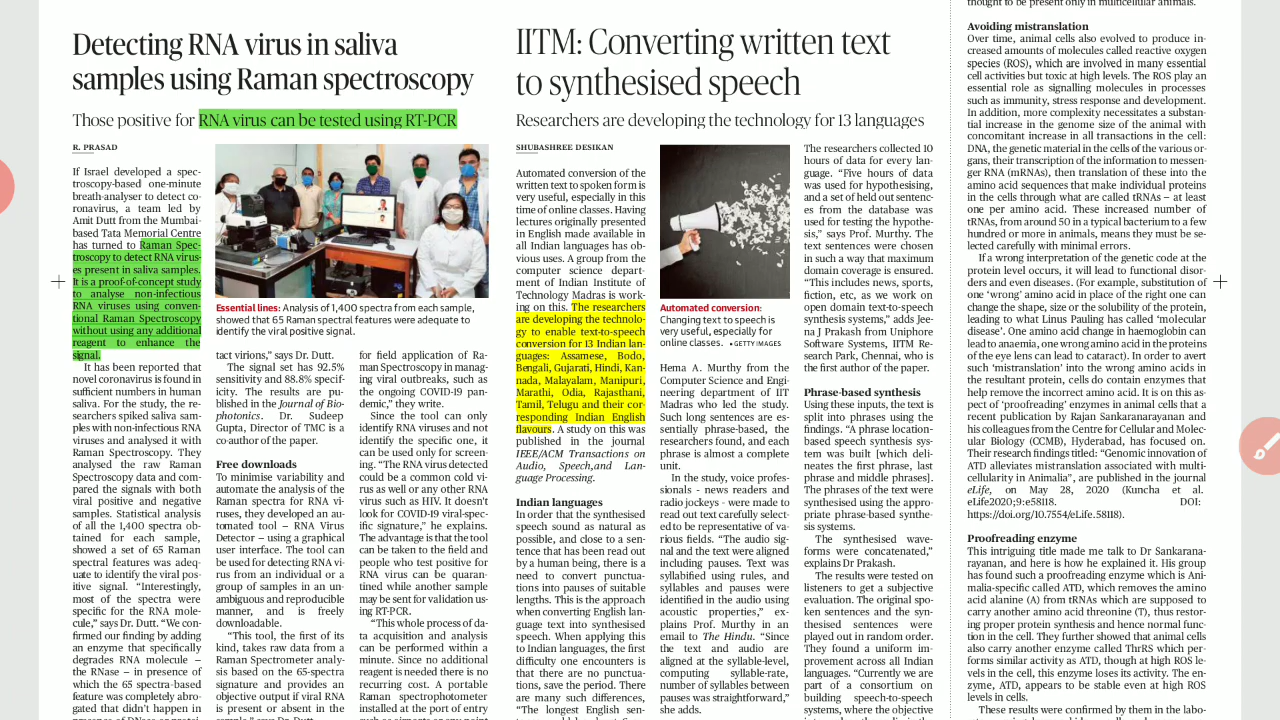 Detecting RNA virus in saliva
samples using Raman spectroscopy
Those positive for RNA virus can be tested using RT-PCR
R. PRASAD
If Israel developed a spec-
troscopy-based one-minute
breath-analyser to detect co-
ronavirus, a team led by
Amit Dutt from the Mumbai-
based Tata Memorial Centre
has turned to Raman Spec-
troscopy to detect RNA virus-
es present in saliva samples.
It is a proof-of-concept study
to analyse non-infectious
RNA viruses using conven-
tional Raman Spectroscopy
without using any additional
reagent to enhance the
signal.
It has been reported that
novel coronavirus is found in
sufficient numbers in human
saliva. For the study, the re-
searchers spiked saliva sam-
ples with non-infectious RNA
viruses and analysed it with
Raman Spectroscopy. They
analysed the raw Raman
Spectroscopy data and com-
pared the signals with both
viral positive and negative
samples. Statistical analysis
of all the 1,400 spectra ob-
tained for each sample,
showed a set of 65 Raman
spectral features was adeq-
uate to identify the viral pos-
itive signal. “Interestingly,
most of the spectra were
specific for the RNA mole-
cule,” says Dr. Dutt. “We con-
firmed our finding by adding
an enzyme that specifically
degrades RNA molecule –
the RNase – in presence of
which the 65 spectra-based
feature was completely abro-
gated that didn’t happen in
Essential lines: Analysis of 1,400 spectra from each sample,
showed that 65 Raman spectral features were adequate to
identify the viral positive signal.
tact virions,” says Dr. Dutt.
The signal set has 92.5%
sensitivity and 88.8% specif-
icity. The results are pu-
blished in the Journal of Bio-
photonics. Dr. Sudeep
Gupta, Director of TMC is a
co-author of the paper.
Free downloads
To minimise variability and
automate the analysis of the
Raman spectra for RNA vi-
ruses, they developed an au-
tomated tool – RNA Virus
Detector – using a graphical
user interface. The tool can
be used for detecting RNA vi-
rus from an individual or a
group of samples in an un-
ambiguous and reproducible
manner, and is freely
downloadable.
“This tool, the first of its
kind, takes raw data from a
Raman Spectrometer analy-
sis based on the 65-spectra
signature and provides an
objective output if viral RNA
is present or absent in the
sample,” says Dr. Dutt.
for field application of Ra-
man Spectroscopy in manag-
ing viral outbreaks, such as
the ongoing COVID-19 pan-
demic,” they write.
Since the tool can only
identify RNA viruses and not
identify the specific one, it
can be used only for screen-
ing. “The RNA virus detected
could be a common cold vi-
rus as well or any other RNA
virus such as HIV. It doesn’t
look for COVID-19 viral-spec-
ific signature,” he explains.
The advantage is that the tool
can be taken to the field and
people who test positive for
RNA virus can be quaran-
tined while another sample
may be sent for validation us-
ing RT-PCR.
“This whole process of da-
ta acquisition and analysis
can be performed within a
minute. Since no additional
reagent is needed there is no
recurring cost. A portable
Raman spectrophotometer
installed at the port of entry
IITM: Converting written text
to synthesised speech
Researchers are developing the technology for 13 languages
SHUBASHREE DESIKAN
Automated conversion of the
written text to spoken form is
very useful, especially in this
time of online classes. Having
lectures originally presented
in English made available in
all Indian languages has ob-
vious uses. A group from the
computer science depart-
ment of Indian Institute of
Technology Madras is work-
ing on this. The researchers
are developing the technolo-
gy to enable text-to-speech
conversion for 13 Indian lan-
guages: Assamese, Bodo,
Bengali, Gujarati, Hindi, Kan-
nada, Malayalam, Manipuri,
Marathi, Odia, Rajasthani,
Tamil, Telugu and their cor-
responding Indian English
flavours. A study on this was
published in the journal
IEEE/ACM Transactions on
Audio, Speech,and Lan-
guage Processing.
Indian languages
In order that the synthesised
speech sound as natural as
possible, and close to a sen-
tence that has been read out
by a human being, there is a
need to convert punctua-
tions into pauses of suitable
lengths. This is the approach
when converting English lan-
guage text into synthesised
speech. When applying this
to Indian languages, the first
difficulty one encounters is
that there are no punctua-
tions, save the period. There
are many such differences,
“The longest English sen-
Automated conversion:
Changing text to speech is
very useful, especially for
online classes. • GETTY IMAGES
Hema A. Murthy from the
Computer Science and Engi-
neering department of IIT
Madras who led the study.
Such long sentences are es-
sentially phrase-based, the
researchers found, and each
phrase is almost a complete
unit.
In the study, voice profes-
sionals - news readers and
radio jockeys - were made to
read out text carefully select-
ed to be representative of va-
rious fields. “The audio sig-
nal and the text were aligned
including pauses. Text was
syllabified using rules, and
syllables and pauses were
identified in the audio using
acoustic properties,” ex-
plains Prof. Murthy in an
email to The Hindu. “Since
the text and audio are
aligned at the syllable-level,
computing syllable-rate,
number of syllables between
pauses was straightforward,”
she adds.
The researchers collected 10
hours of data for every lan-
guage. “Five hours of data
was used for hypothesising,
and a set of held out sentenc-
es from the database was
used for testing the hypothe-
sis,” says Prof. Murthy. The
text sentences were chosen
in such a way that maximum
domain coverage is ensured.
“This includes news, sports,
fiction, etc, as we work on
open domain text-to-speech
synthesis systems,” adds Jee-
na J Prakash from Uniphore
Software Systems, IITM Re-
search Park, Chennai, who is
the first author of the paper.
Phrase-based synthesis
Using these inputs, the text is
split into phrases using the
findings. “A phrase location-
based speech synthesis sys-
tem was built [which deli-
neates the first phrase, last
phrase and middle phrases].
The phrases of the text were
synthesised using the appro-
priate phrase-based synthe-
sis systems.
The synthesised wave-
forms were concatenated,”
explains Dr Prakash.
The results were tested on
listeners to get a subjective
evaluation. The original spo-
ken sentences and the syn-
thesised sentences were
played out in random order.
They found a uniform im-
provement across all Indian
languages. “Currently we are
part of a consortium on
building speech-to-speech
systems, where the objective
thought to be present only in multicellular animals.
Avoiding mistranslation
Over time, animal cells also evolved to produce in-
creased amounts of molecules called reactive oxygen
species (ROS), which are involved in many essential
cell activities but toxic at high levels. The ROS play an
essential role as signalling molecules in processes
such as immunity, stress response and development.
In addition, more complexity necessitates a substan-
tial increase in the genome size of the animal with
concomitant increase in all transactions in the cell:
DNA, the genetic material in the cells of the various or-
gans, their transcription of the information to messen-
ger RNA (mRNAs), then translation of these into the
amino acid sequences that make individual proteins
in the cells through what are called tRNAs – at least
one per amino acid. These increased number of
tRNAs, from around 50 in a typical bacterium to a few
hundred or more in animals, means they must be se-
lected carefully with minimal errors.
If a wrong interpretation of the genetic code at the
protein level occurs, it will lead to functional disor-
ders and even diseases. (For example, substitution of
one ‘wrong’ amino acid in place of the right one can
change the shape, size or the solubility of the protein,
leading to what Linus Pauling has called ‘molecular
disease’. One amino acid change in haemoglobin can
lead to anaemia, one wrong amino acid in the proteins
of the eye lens can lead to cataract). In order to avert
such ‘mistranslation’ into the wrong amino acids in
the resultant protein, cells do contain enzymes that
help remove the incorrect amino acid. It is on this as-
pect of ‘proofreading’ enzymes in animal cells that a
recent publication by Rajan Sankaranarayanan and
his colleagues from the Centre for Cellular and Molec-
ular Biology (CCMB), Hyderabad, has focused on.
Their research findings titled: “Genomic innovation of
ATD alleviates mistranslation associated with multi-
cellularity in Animalia”, are published in the journal
eLife, on May 28, 2020 (Kuncha et al.
eLife2020;9:e58118. DOI:
https://doi.org/10.7554/eLife.58118).
Proofreading enzyme
This intriguing title made me talk to Dr Sankarana-
rayanan, and here is how he explained it. His group
has found such a proofreading enzyme which is Ani-
malia-specific called ATD, which removes the amino
acid alanine (A) from tRNAs which are supposed to
carry another amino acid threonine (T), thus restor-
ing proper protein synthesis and hence normal func-
tion in the cell. They further showed that animal cells
also carry another enzyme called ThrRS which per-
forms similar activity as ATD, though at high ROS le-
vels in the cell, this enzyme loses its activity. The en-
zyme, ATD, appears to be stable even at high ROS
levels in cells.
These results were confirmed by them in the labo-